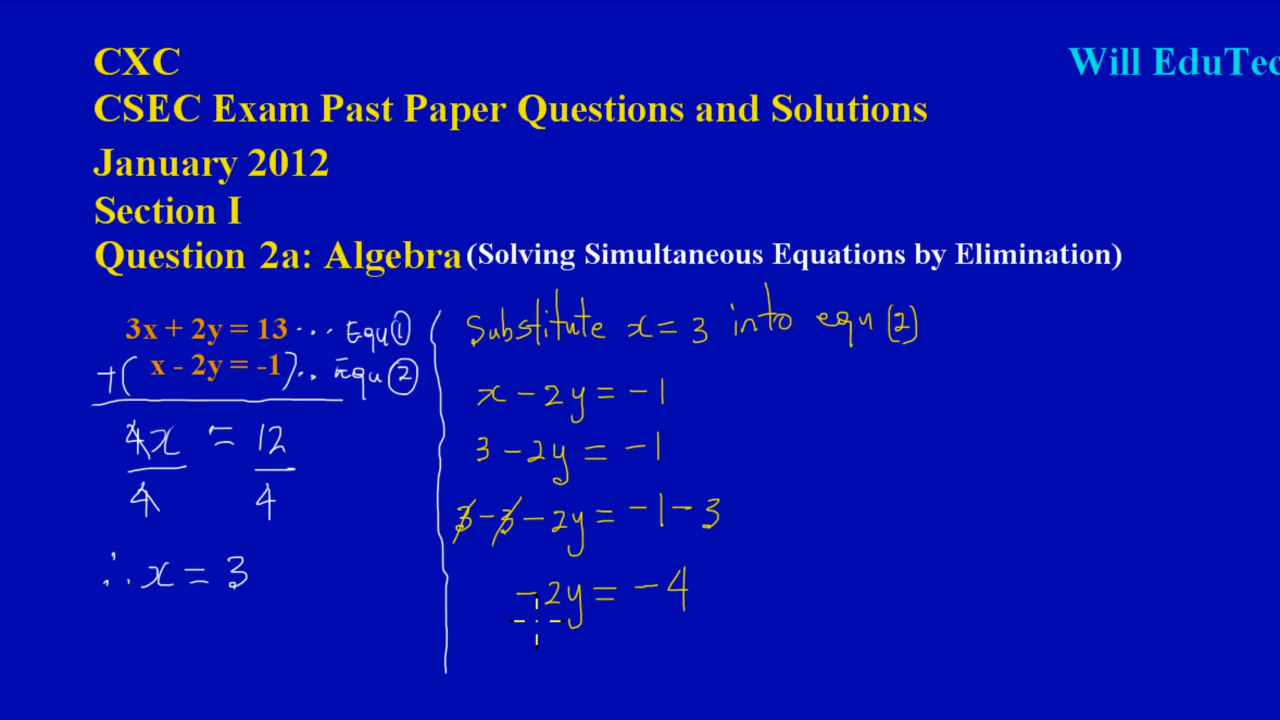 CXC
Will EduTec
CSEC Exam Past Paper Questions and Solutions
January 2012
Section I
Question 2a: Algebra (Solving Simultaneous Equations by Elimination)
3x + 2y = 13 ... Equ ①
+( x - 2y = -1 ) .. Equ ②
4x = 12
4 4
∴ x = 3
Substitute x = 3 into equ (2)
x - 2y = -1
3 - 2y = -1
3 - 3 - 2y = -1 - 3
-2y = -4